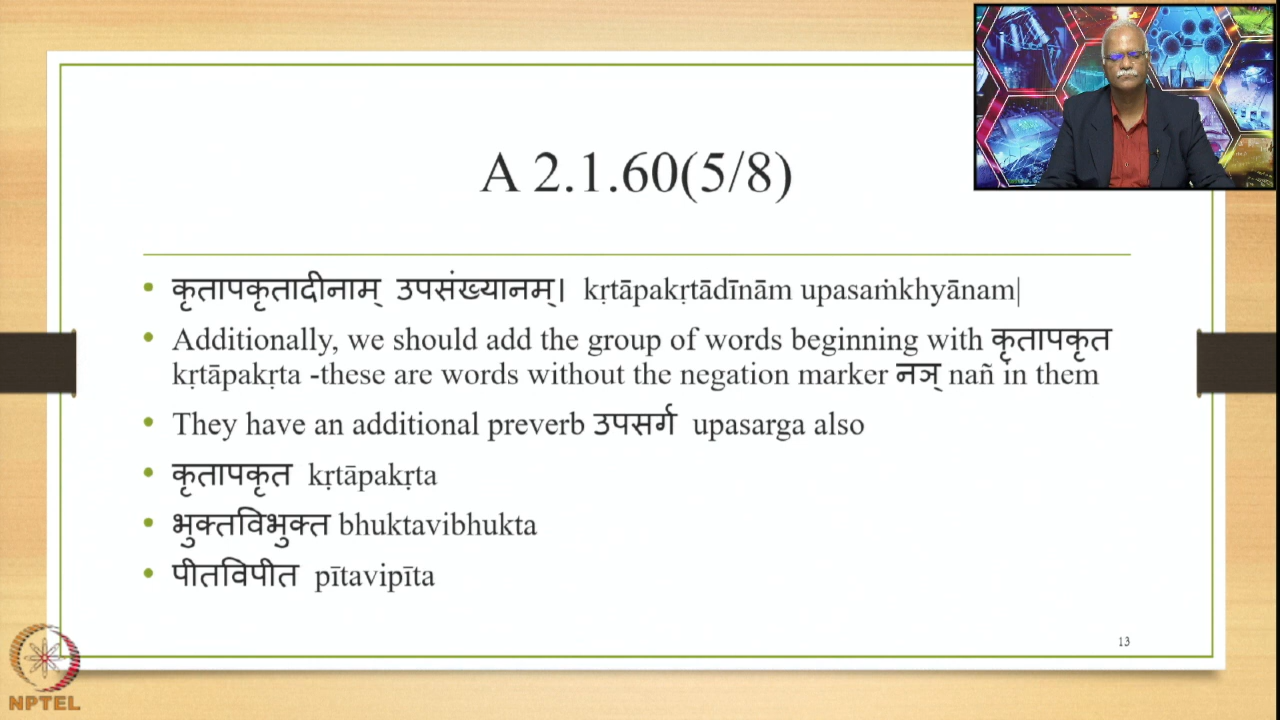 A 2.1.60(5/8)
• कृतापकृतादीनाम् उपसंख्यानम्। kṛtāpakṛtādīnām upasaṁkhyānam|
• Additionally, we should add the group of words beginning with कृतापकृत
kṛtāpakṛta -these are words without the negation marker नञ् nañ in them
• They have an additional preverb उपसर्ग upasarga also
• कृतापकृत kṛtāpakṛta
• भुक्तविभुक्त bhuktavibhukta
• पीतविपीत pītavipīta
13
NPTEL